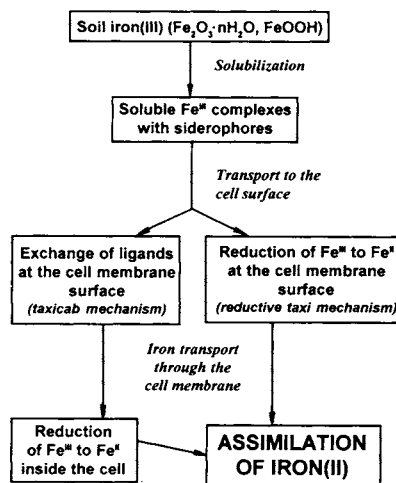 Soil iron(III) (Fe₂O₃·nH₂O, FeOOH)
Solubilization
Soluble Feᴵᴵᴵ complexes
with siderophores
Transport to the
cell surface
Exchange of ligands
at the cell membrane
surface
(taxicab mechanism)
Reduction of Feᴵᴵᴵ to Feᴵᴵ
at the cell membrane
surface
(reductive taxi mechanism)
Iron transport
through the
cell membrane
Reduction
of Feᴵᴵᴵ to Feᴵᴵ
inside the cell
ASSIMILATION
OF IRON(II)